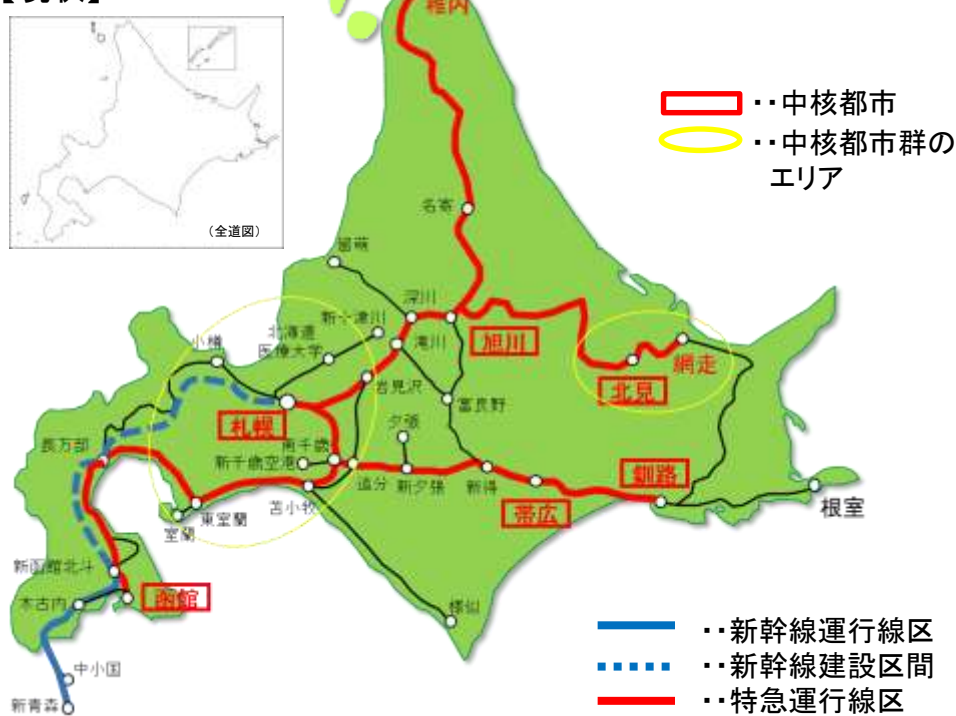 稚内
(全道図)
‥中核都市
‥中核都市群の
エリア
名寄
留萌
深川
新十津川
北海道
医療大学
滝川
旭川
小樽
岩見沢
網走
北見
富良野
札幌
夕張
長万部
南千歳
新千歳空港
追分
新夕張
新得
釧路
帯広
根室
苫小牧
東室蘭
室蘭
新函館北斗
函館
木古内
様似
中小国
新青森
‥新幹線運行線区
‥新幹線建設区間
‥特急運行線区